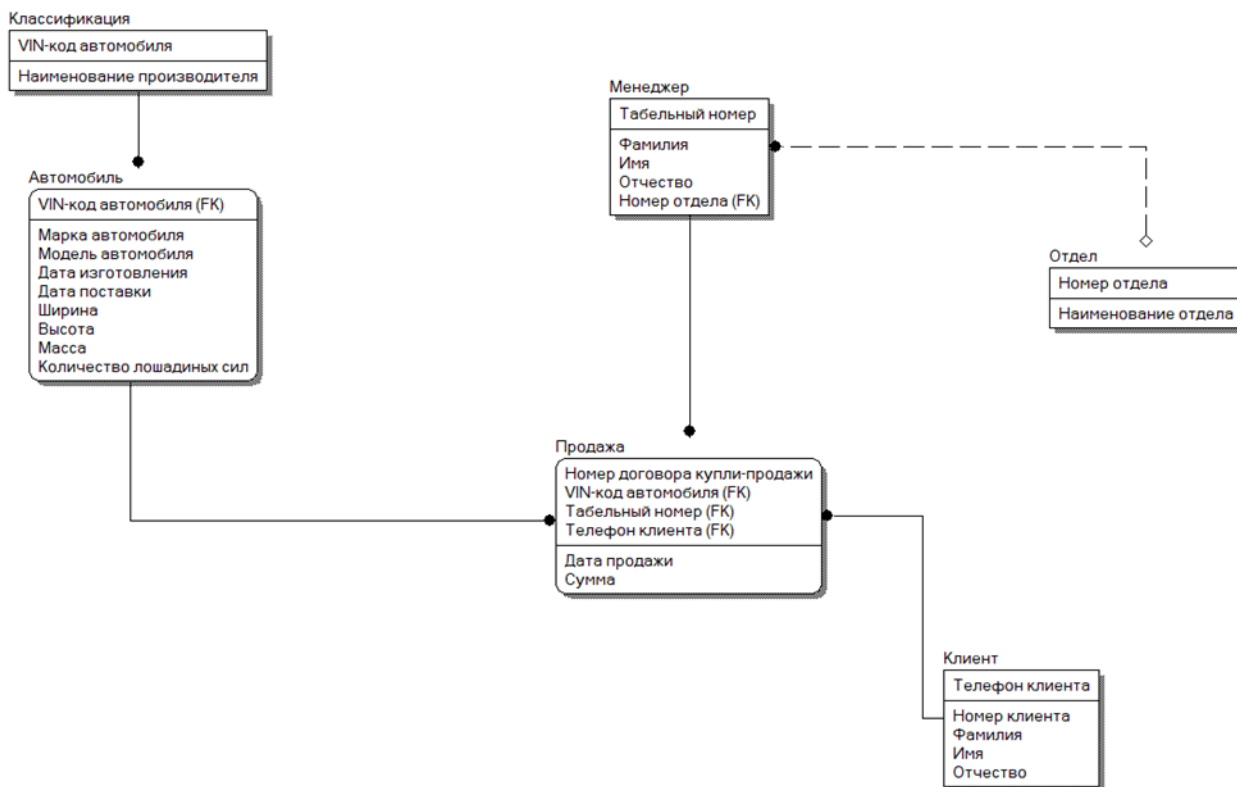 Классификация
VIN-код автомобиля
Наименование производителя
Менеджер
Табельный номер
Фамилия
Имя
Отчество
Номер отдела (FK)
Автомобиль
VIN-код автомобиля (FK)
Марка автомобиля
Модель автомобиля
Дата изготовления
Дата поставки
Ширина
Высота
Масса
Количество лошадиных сил
Отдел
Номер отдела
Наименование отдела
Продажа
Номер договора купли-продажи
VIN-код автомобиля (FK)
Табельный номер (FK)
Телефон клиента (FK)
Дата продажи
Сумма
Клиент
Телефон клиента
Номер клиента
Фамилия
Имя
Отчество